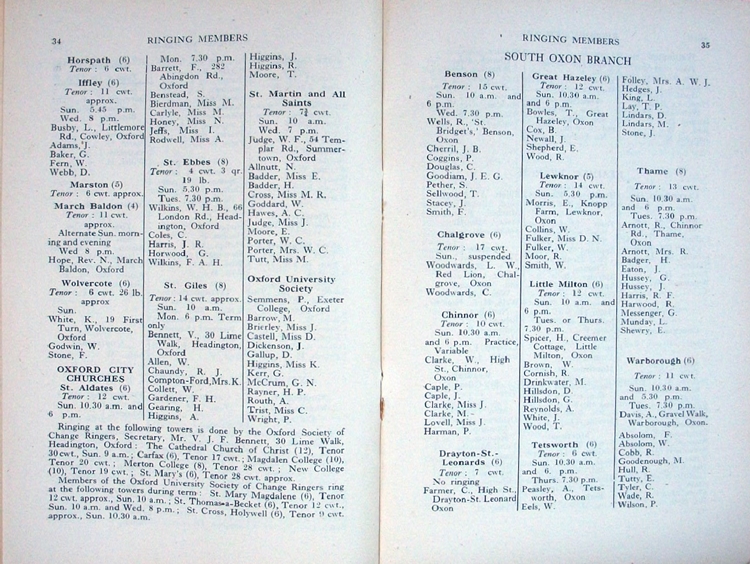 34
RINGING MEMBERS
Horspath (6)
Tenor : 6 cwt.
Iffley (6)
Tenor : 11 cwt.
approx.
Sun. 5.45 p.m.
Wed. 8 p.m.
Busby, L., Littlemore
Rd., Cowley, Oxford
Adams, J.
Baker, G.
Fern, W.
Webb, D.
Marston (5)
Tenor : 6 cwt. approx.
March Baldon (4)
Tenor : 11 cwt.
approx.
Alternate Sun. morn-
ing and evening
Wed 8 p.m.
Hope, Rev. N., March
Baldon, Oxford
Wolvercote (6)
Tenor : 6 cwt. 26 lb.
approx
Sun.
White, K., 19 First
Turn, Wolvercote,
Oxford
Godwin, W.
Stone, F.
OXFORD CITY
CHURCHES
St. Aldates (6)
Tenor : 12 cwt.
Sun. 10.30 a.m. and
6 p.m.
Mon. 7.30 p.m.
Barrett, F., 282
Abingdon Rd.,
Oxford
Benstead, S.
Bierdman, Miss M.
Carlyle, Miss M.
Honey, Miss N.
Jeffs, Miss I.
Rodwell, Miss A.
St. Ebbes (8)
Tenor : 4 cwt. 3 qr.
19 lb.
Sun. 5.30 p.m.
Tues. 7.30 p.m.
Wilkins, W. H. B., 66
London Rd., Head-
ington, Oxford
Coles, C.
Harris, J. R.
Horwood, G.
Wilkins, F. A. H.
St. Giles (8)
Tenor : 14 cwt. approx.
Sun. 10 a.m.
Mon. 6 p.m. Term
only
Bennett, V., 30 Lime
Walk, Headington,
Oxford
Allen, W.
Chaundy, R. J.
Compton-Ford, Mrs. K.
Collett, W.
Gardener, F. H.
Gearing, H.
Higgins, A.
Higgins, J.
Higgins, R.
Moore, T.
St. Martin and All
Saints
Tenor : 7¾ cwt.
Sun. 10 a.m.
Wed. 7 p.m.
Judge, W. F., 54 Tem-
plar Rd., Summer-
town, Oxford
Allnutt, N.
Badder, Miss E.
Badder, H.
Cross, Miss M. R.
Goddard, W.
Hawes, A. C.
Judge, Miss J.
Moore, E.
Porter, W. C.
Porter, Mrs. W. C.
Tutt, Miss M.
Oxford University
Society
Semmens, P., Exeter
College, Oxford
Barrow, M.
Brierley, Miss J.
Castell, Miss D.
Dickenson, J.
Gallup, D.
Higgins, Miss K.
Kerr, G.
McCrum, G. N.
Rayner, H. P.
Routh, A.
Trist, Miss C.
Wright, P.
Ringing at the following towers is done by the Oxford Society of
Change Ringers, Secretary, Mr. V. J. F. Bennett, 30 Lime Walk,
Headington, Oxford : The Cathedral Church of Christ (12), Tenor
30 cwt., Sun. 9 a.m. ; Carfax (6), Tenor 17 cwt. ; Magdalen College (10),
Tenor 20 cwt. ; Merton College (8), Tenor 28 cwt. ; New College
(10), Tenor 19 cwt. ; St. Mary's (6), Tenor 28 cwt. approx.
Members of the Oxford University Society of Change Ringers ring
at the following towers during term : St. Mary Magdalene (6), Tenor
12 cwt. approx., Sun. 10 a.m. ; St. Thomas-a-Becket (6), Tenor 12 cwt.,
Sun. 10 a.m. and Wed. 8 p.m. ; St. Cross, Holywell (6), Tenor 9 cwt.
approx., Sun. 10.30 a.m.
RINGING MEMBERS
35
SOUTH OXON BRANCH
Benson (8)
Tenor : 15 cwt.
Sun. 10 a.m. and
6 p.m.
Wed. 7.30 p.m.
Wells, R., 'St.
Bridget's,' Benson,
Oxon
Cherrill, J. B.
Coggins, P.
Douglas, C.
Goodiam, J. E. G.
Pether, S.
Sellwood, T.
Stacey, J.
Smith, F.
Chalgrove (6)
Tenor : 17 cwt.
Sun., suspended
Woodwards, L. W.,
Red Lion, Chal-
grove, Oxon
Woodwards, C.
Chinnor (6)
Tenor : 10 cwt.
Sun. 10.30 a.m.
and 6 p.m. Practice,
Variable
Clarke, W., High
St., Chinnor,
Oxon
Caple, P.
Caple, J.
Clarke, Miss J.
Clarke, M. -
Lovell, Miss J
Harman, P.
Drayton-St.-
Leonards (6)
Tenor : 7 cwt.
No ringing
Farmer, C., High St.,
Drayton-St. Leonard
Oxon
Great Hazeley (6)
Tenor : 12 cwt.
Sun. 10.30 a.m.
and 6 p.m.
Bowles, T., Great
Hazeley, Oxon
Cox, B.
Newall, J.
Shepherd, E.
Wood, R.
Lewknor (5)
Tenor : 14 cwt.
Sun. 5.30 p.m.
Morris, E., Knopp
Farm, Lewknor,
Oxon
Collins, W.
Fulker, Miss D. N.
Fulker, W.
Moor, R.
Smith, W.
Little Milton (6)
Tenor : 12 cwt.
Sun. 10 a.m. and
6 p.m.
Tues. or Thurs.
7.30 p.m.
Spicer, H., Creemer
Cottage, Little
Milton, Oxon
Brown, W.
Cornish, R.
Drinkwater, M.
Hillsdon, D.
Hillsdon, G.
Reynolds, A.
White, J.
Wood, T.
Tetsworth (6)
Tenor : 6 cwt.
Sun. 10.30 a.m.
and 6 p.m.
Thurs. 7.30 p.m.
Peasley, A., Tets-
worth, Oxon
Eels, W.
Folley, Mrs. A. W. J.
Hedges, J.
King, L.
Lay, T. P.
Lindars, D.
Lindars, M.
Stone, J.
Thame (8)
Tenor : 13 cwt.
Sun. 10.30 a.m.
and 6 p.m.
Tues. 7.30 p.m.
Arnott, R., Chinnor
Rd., Thame,
Oxon
Arnott, Mrs. R.
Badger, H.
Eaton, J.
Hussey, G.
Hussey, J.
Harris, R. F.
Harwood, R.
Messenger, G.
Munday, L.
Shewry, E.
Warborough (6)
Tenor : 11 cwt.
Sun. 10.30 a.m.
and 5.30 p.m.
Tues. 7.30 p.m.
Davis, A., Gravel Walk,
Warborough, Oxon.
Absolom, F.
Absolom, W.
Cobb, R.
Goodenough, M.
Hull, R.
Tutty, E.
Tyler, C.
Wade, R.
Wilson, P.